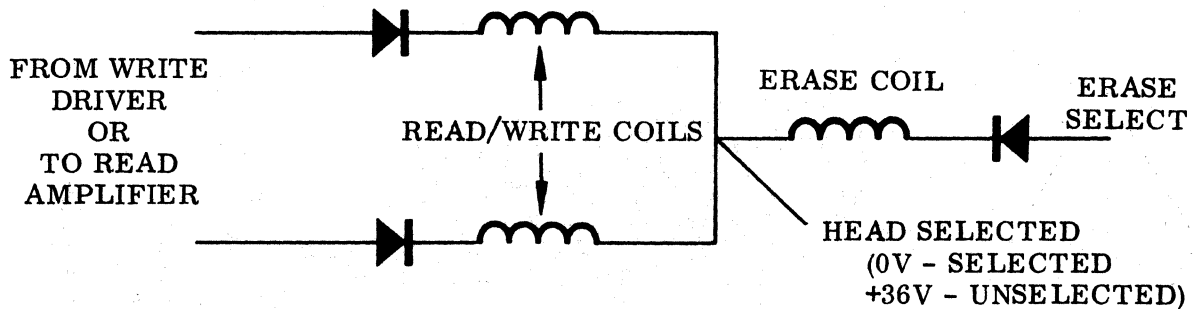 FROM WRITE
DRIVER
OR
TO READ
AMPLIFIER
READ/WRITE COILS
ERASE COIL
ERASE
SELECT
HEAD SELECTED
(0V - SELECTED
+36V - UNSELECTED)